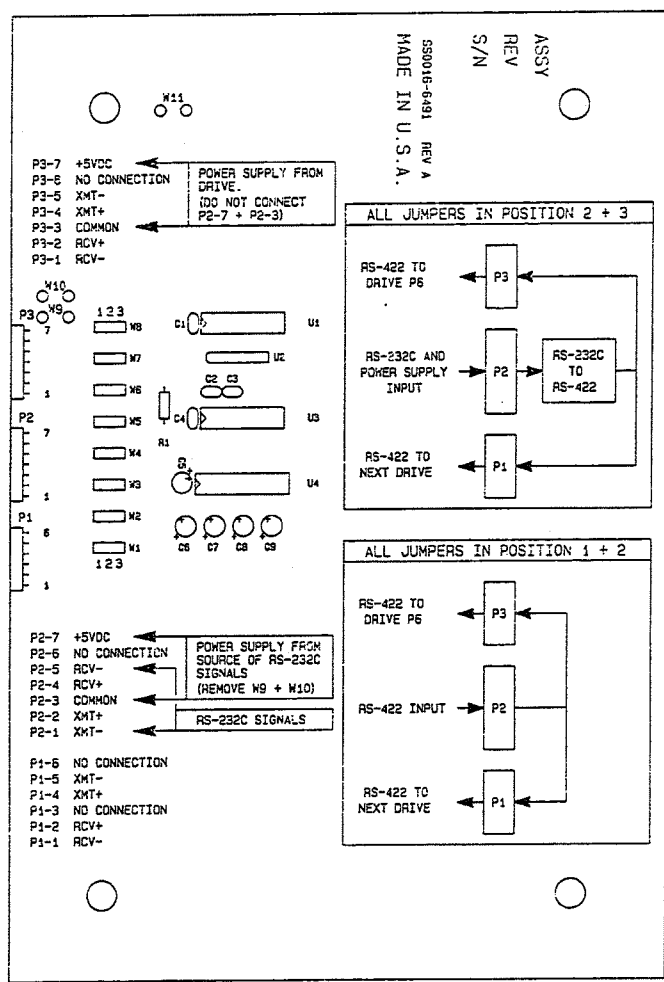 ASSY
REV
S/N
SS0016-6491 REV A
MADE IN U.S.A.
W11
P3-7 +5VDC
P3-6 NO CONNECTION
P3-5 XMT-
P3-4 XMT+
P3-3 COMMON
P3-2 RCV+
P3-1 RCV-
POWER SUPPLY FROM
DRIVE.
(DO NOT CONNECT
P2-7 + P2-3)
W10
W9
P3
7
1
P2
7
1
P1
6
1
1 2 3
W8
W7
W6
W5
W4
W3
W2
W1
1 2 3
C1
U1
U2
C2 C3
R1
C4
U3
C5
U4
C6 C7 C8 C9
ALL JUMPERS IN POSITION 2 + 3
RS-422 TO
DRIVE P6
P3
RS-232C AND
POWER SUPPLY
INPUT
P2
RS-232C
TO
RS-422
RS-422 TO
NEXT DRIVE
P1
ALL JUMPERS IN POSITION 1 + 2
RS-422 TO
DRIVE P6
P3
RS-422 INPUT
P2
RS-422 TO
NEXT DRIVE
P1
P2-7 +5VDC
P2-6 NO CONNECTION
P2-5 RCV-
P2-4 RCV+
P2-3 COMMON
P2-2 XMT+
P2-1 XMT-
POWER SUPPLY FROM
SOURCE OF RS-232C
SIGNALS
(REMOVE W9 + W10)
RS-232C SIGNALS
P1-6 NO CONNECTION
P1-5 XMT-
P1-4 XMT+
P1-3 NO CONNECTION
P1-2 RCV+
P1-1 RCV-